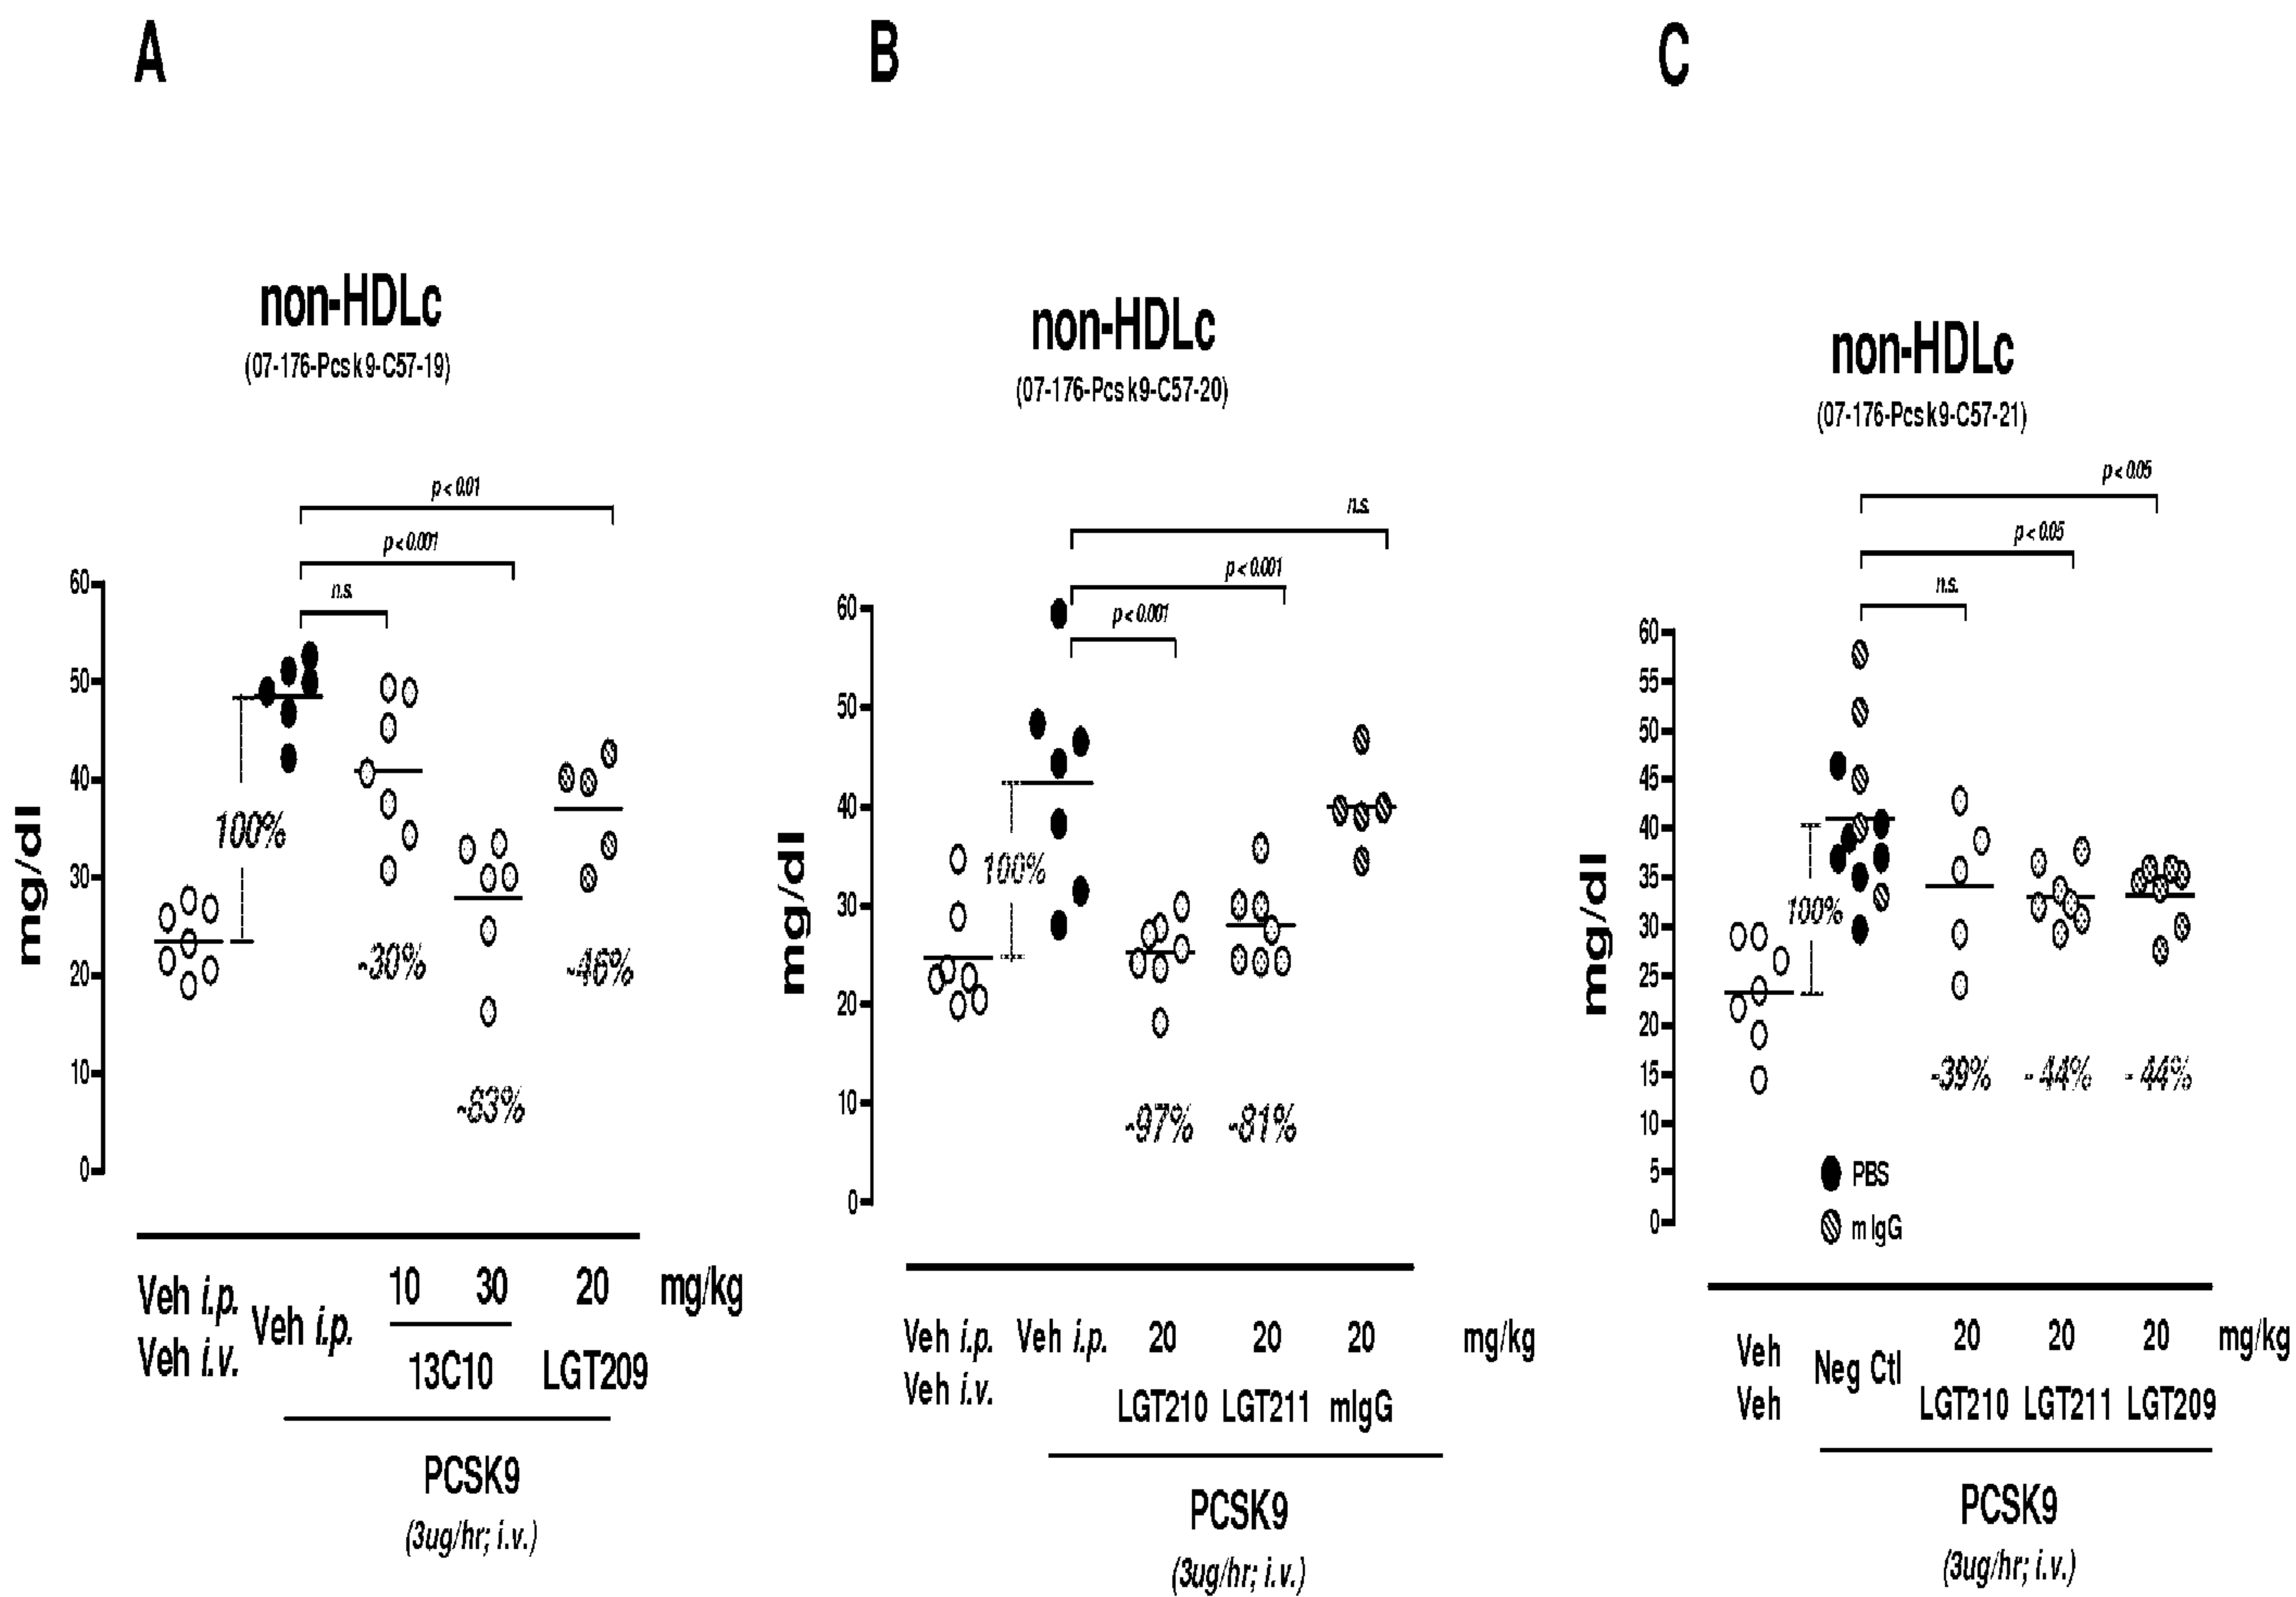 A
non-HDLc
(07-176-Pcsk9-C57-19)
p < 0.01
p < 0.001
n.s.
60
50
40
30
20
10
0
mg/dl
100%
-30%
-63%
-46%
Veh i.p.
Veh i.v.
Veh i.p.
10
30
20
mg/kg
13C10
LGT209
PCSK9
(3ug/hr; i.v.)
B
non-HDLc
(07-176-Pcsk9-C57-20)
n.s.
p < 0.001
p < 0.001
60
50
40
30
20
10
0
mg/dl
100%
-97%
-81%
Veh i.p.
Veh i.v.
Veh i.p.
20
20
20
mg/kg
LGT210
LGT211
mIgG
PCSK9
(3ug/hr; i.v.)
C
non-HDLc
(07-176-Pcsk9-C57-21)
p < 0.05
p < 0.05
n.s.
60
55
50
45
40
35
30
25
20
15
10
5
0
mg/dl
100%
-39%
-44%
-44%
PBS
mIgG
Veh
Veh
Neg Ctl
20
20
20
mg/kg
LGT210
LGT211
LGT209
PCSK9
(3ug/hr; i.v.)